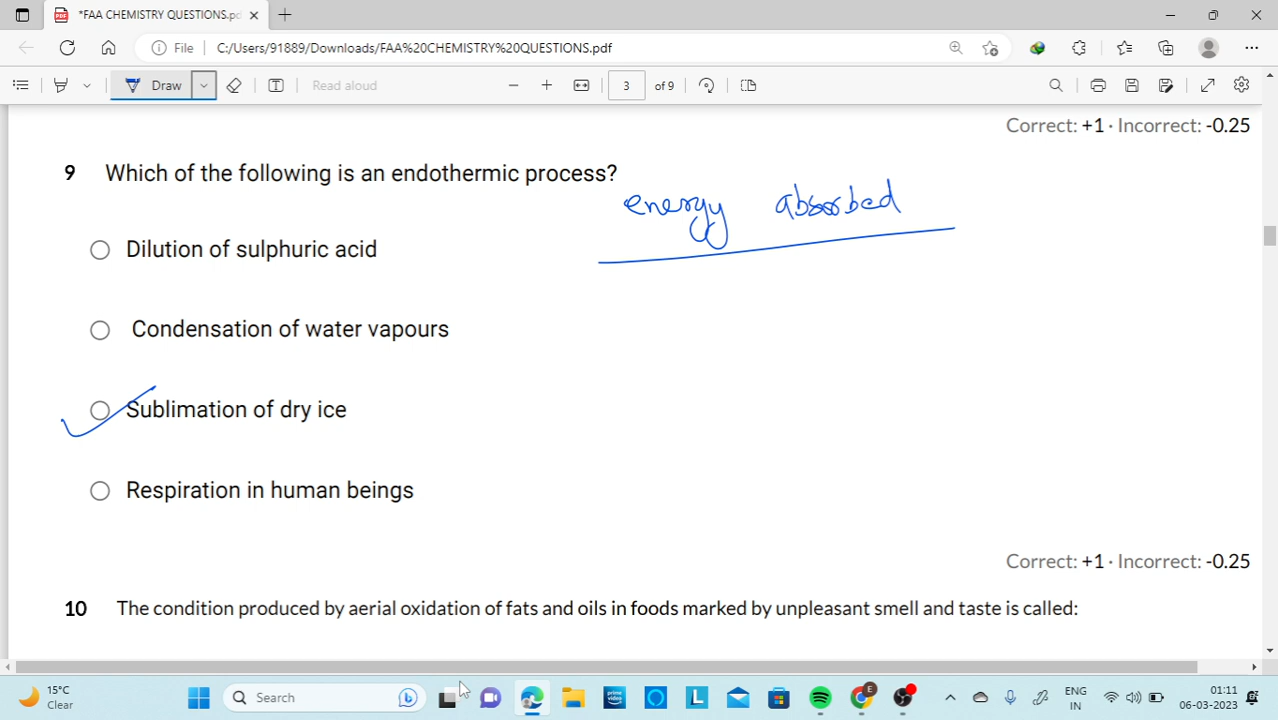 *FAA CHEMISTRY QUESTIONS.pd
File C:/Users/91889/Downloads/FAA%20CHEMISTRY%20QUESTIONS.pdf
Draw Read aloud 3 of 9
Correct: +1 · Incorrect: -0.25
9 Which of the following is an endothermic process?
energy absorbed
Dilution of sulphuric acid
Condensation of water vapours
Sublimation of dry ice
Respiration in human beings
Correct: +1 · Incorrect: -0.25
10 The condition produced by aerial oxidation of fats and oils in foods marked by unpleasant smell and taste is called:
15°C
Clear
Search
prime video
L
E
ENG
IN
01:11
06-03-2023